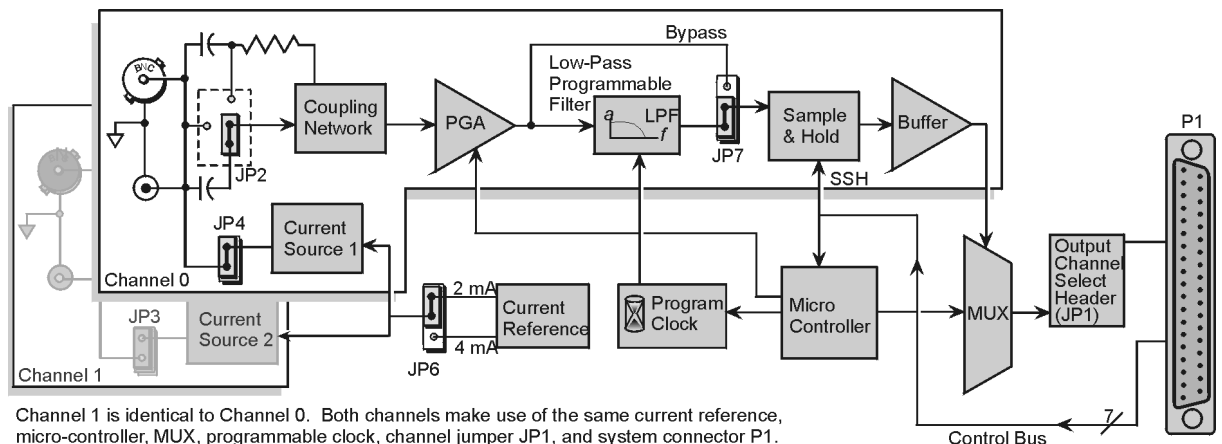 Bypass
BNC
Low-Pass
Programmable
Filter
P1
Coupling
Network
PGA
a
LPF
f
Sample
& Hold
Buffer
JP7
JP2
SSH
JP4
Current
Source 1
Output
Channel
Select
Header
(JP1)
Channel 0
2 mA
Current
Reference
Program
Clock
Micro
Controller
MUX
JP3
Current
Source 2
4 mA
JP6
Channel 1
7
Control Bus
Channel 1 is identical to Channel 0. Both channels make use of the same current reference,
micro-controller, MUX, programmable clock, channel jumper JP1, and system connector P1.